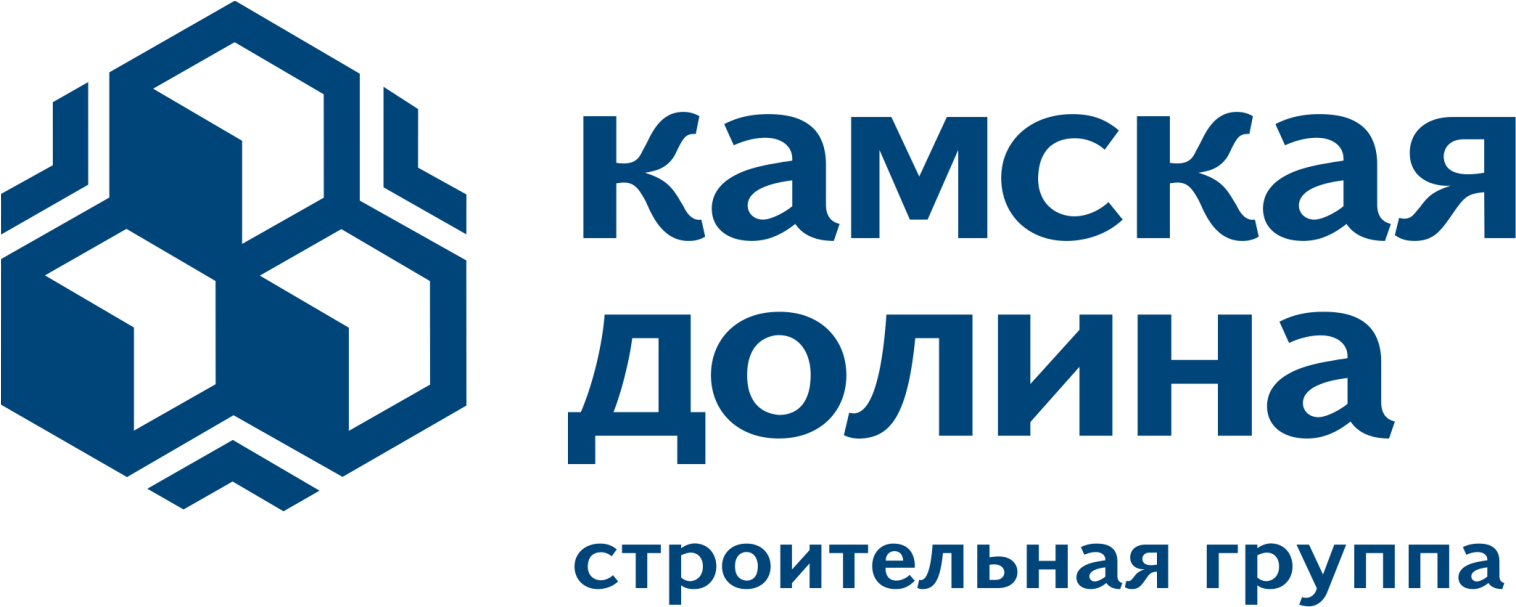 камская
долина
строительная группа